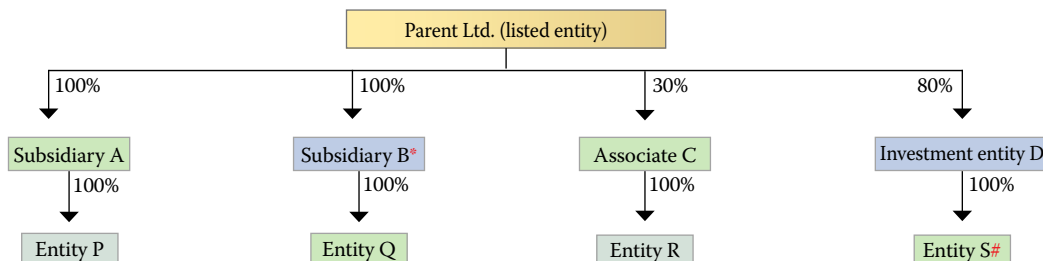 Parent Ltd. (listed entity)
100% 100% 30% 80%
Subsidiary A Subsidiary B* Associate C Investment entity D
100% 100% 100% 100%
Entity P Entity Q Entity R Entity S#